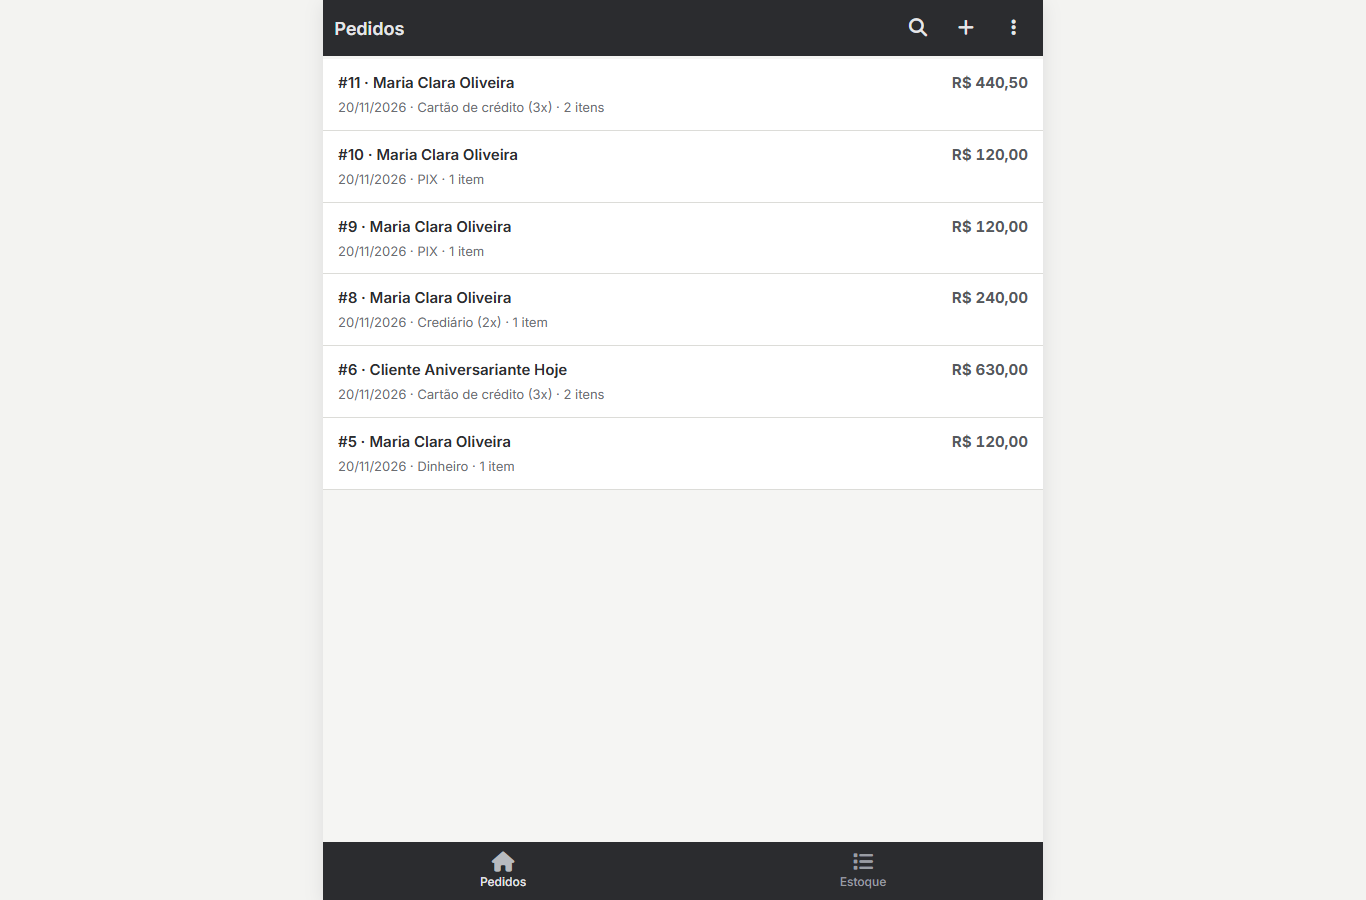 Pedidos
#11 · Maria Clara Oliveira R$ 440,50
20/11/2026 · Cartão de crédito (3x) · 2 itens
#10 · Maria Clara Oliveira R$ 120,00
20/11/2026 · PIX · 1 item
#9 · Maria Clara Oliveira R$ 120,00
20/11/2026 · PIX · 1 item
#8 · Maria Clara Oliveira R$ 240,00
20/11/2026 · Crediário (2x) · 1 item
#6 · Cliente Aniversariante Hoje R$ 630,00
20/11/2026 · Cartão de crédito (3x) · 2 itens
#5 · Maria Clara Oliveira R$ 120,00
20/11/2026 · Dinheiro · 1 item
Pedidos Estoque